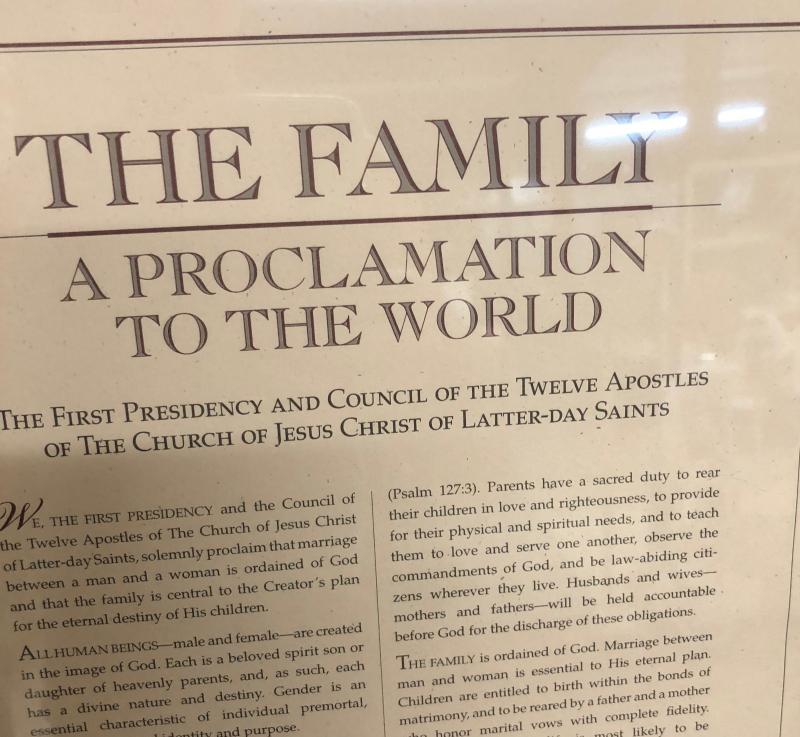 THE FAMILY
A PROCLAMATION
TO THE WORLD
THE FIRST PRESIDENCY AND COUNCIL OF THE TWELVE APOSTLES
OF THE CHURCH OF JESUS CHRIST OF LATTER-DAY SAINTS
WE, THE FIRST PRESIDENCY and the Council of
the Twelve Apostles of The Church of Jesus Christ
of Latter-day Saints, solemnly proclaim that marriage
between a man and a woman is ordained of God
and that the family is central to the Creator's plan
for the eternal destiny of His children.
ALL HUMAN BEINGS—male and female—are created
in the image of God. Each is a beloved spirit son or
daughter of heavenly parents, and, as such, each
has a divine nature and destiny. Gender is an
essential characteristic of individual premortal,
identity and purpose.
(Psalm 127:3). Parents have a sacred duty to rear
their children in love and righteousness, to provide
for their physical and spiritual needs, and to teach
them to love and serve one another, observe the
commandments of God, and be law-abiding citi-
zens wherever they live. Husbands and wives—
mothers and fathers—will be held accountable
before God for the discharge of these obligations.
THE FAMILY is ordained of God. Marriage between
man and woman is essential to His eternal plan.
Children are entitled to birth within the bonds of
matrimony, and to be reared by a father and a mother
who honor marital vows with complete fidelity.
is most likely to be